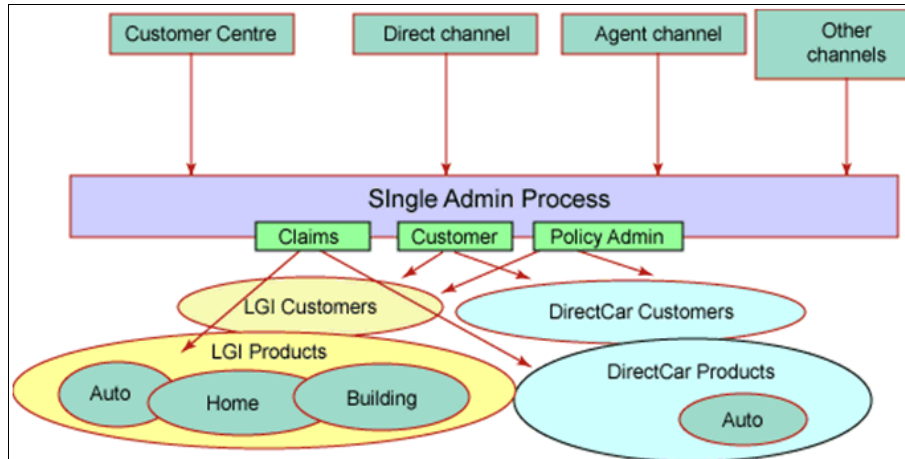 Customer Centre
Direct channel
Agent channel
Other
channels
SIngle Admin Process
Claims
Customer
Policy Admin
LGI Customers
DirectCar Customers
LGI Products
DirectCar Products
Auto
Home
Building
Auto